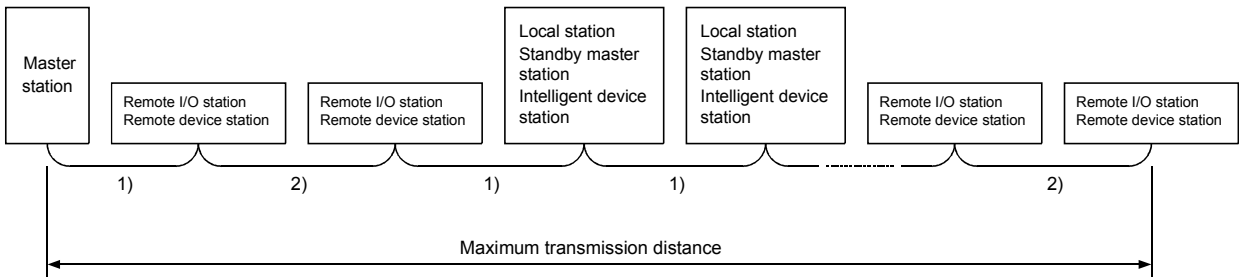 Master
station
Remote I/O station
Remote device station
Remote I/O station
Remote device station
Local station
Standby master
station
Intelligent device
station
Local station
Standby master
station
Intelligent device
station
Remote I/O station
Remote device station
Remote I/O station
Remote device station
1)
2)
1)
1)
2)
Maximum transmission distance